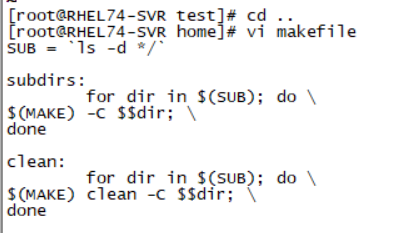 [root@RHEL74-SVR test]# cd ..
[root@RHEL74-SVR home]# vi makefile
SUB = `ls -d */`
subdirs:
        for dir in $(SUB); do \
$(MAKE) -C $$dir; \
done
clean:
        for dir in $(SUB); do \
$(MAKE) clean -C $$dir; \
done